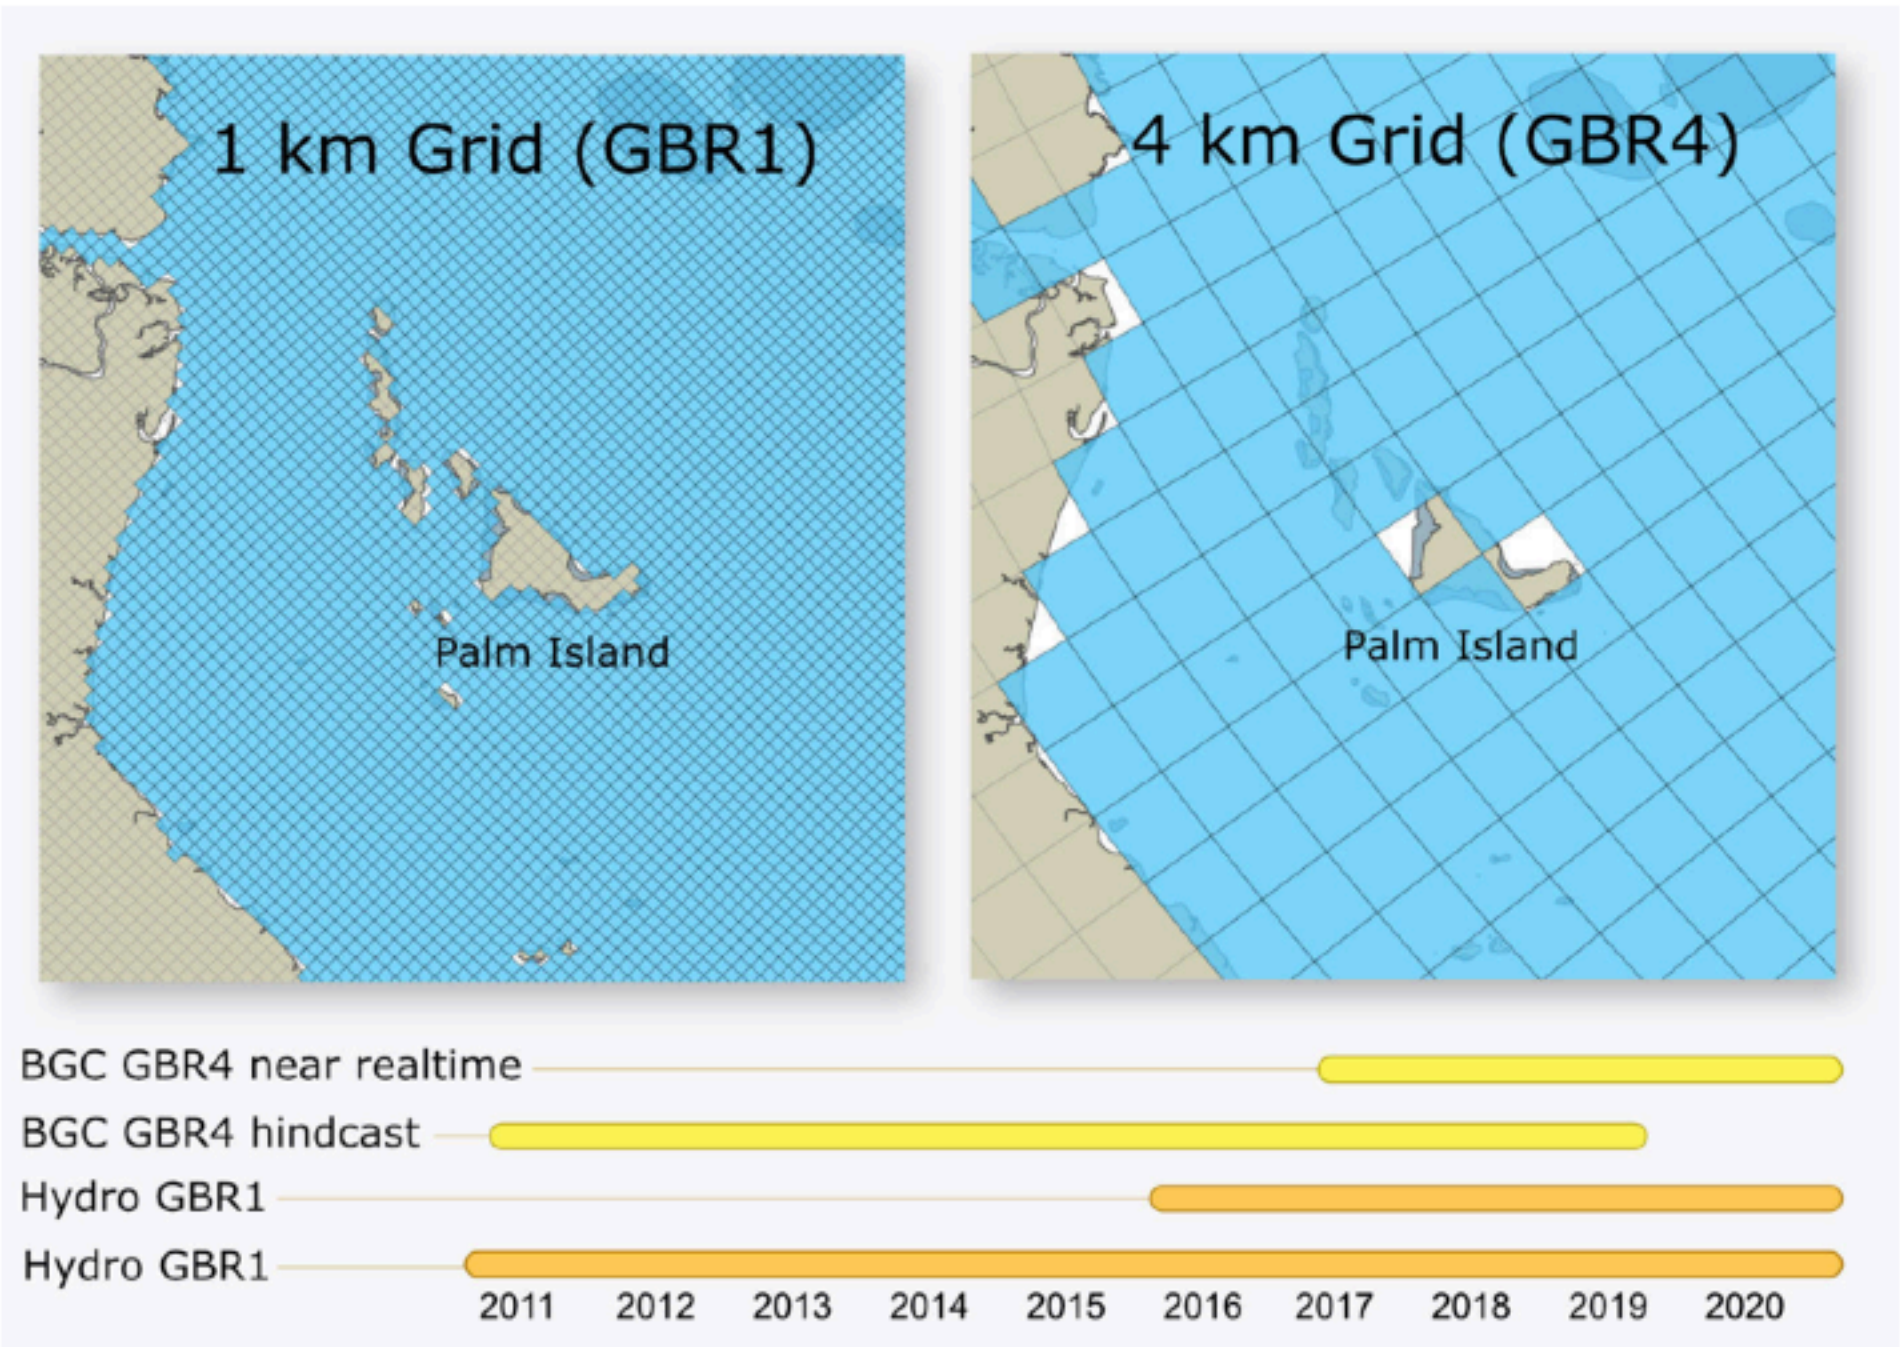 1 km Grid (GBR1)
4 km Grid (GBR4)
Palm Island
Palm Island
BGC GBR4 near realtime
BGC GBR4 hindcast
Hydro GBR1
Hydro GBR1
2011 2012 2013 2014 2015 2016 2017 2018 2019 2020